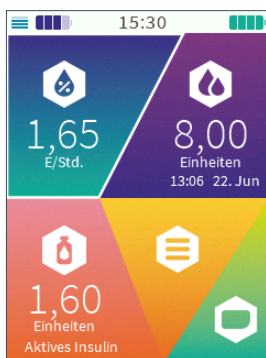 15:30
1,65
E/Std.
8,00
Einheiten
13:06 22. Jun
1,60
Einheiten
Aktives Insulin